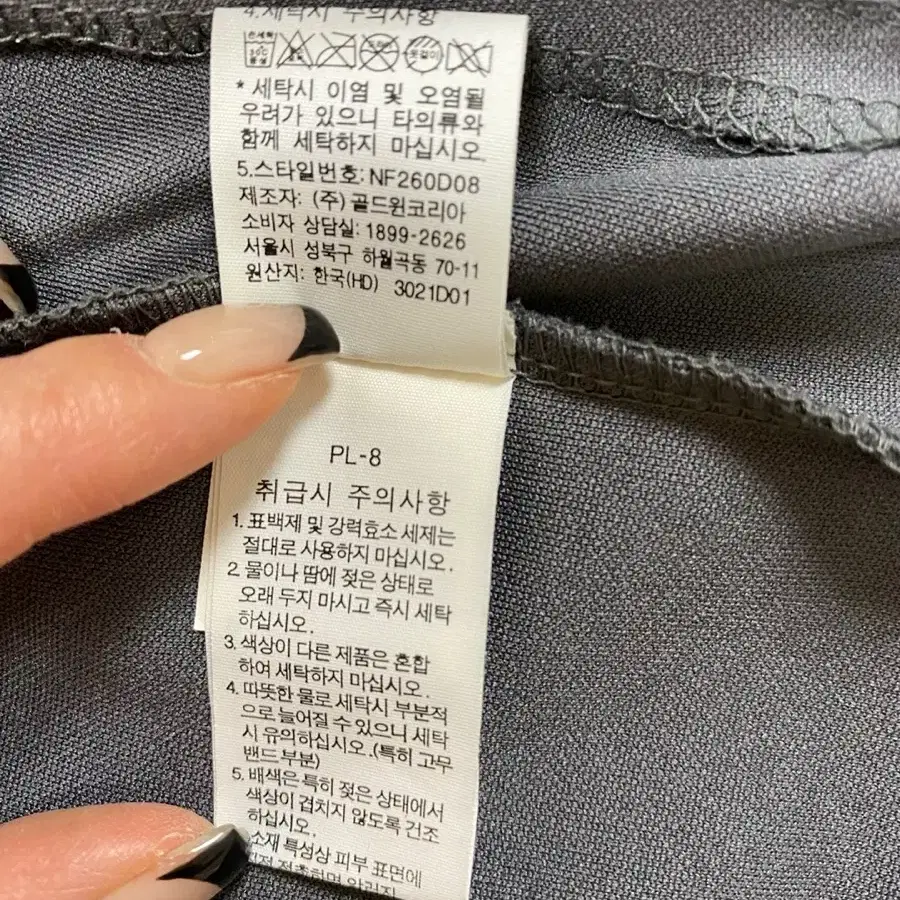 4.세탁시 주의사항
손세탁 30℃ 중성
옷걸이
* 세탁시 이염 및 오염될
우려가 있으니 타의류와
함께 세탁하지 마십시오.
5.스타일번호: NF260D08
제조자: (주) 골드윈코리아
소비자 상담실: 1899-2626
서울시 성북구 하월곡동 70-11
원산지: 한국(HD) 3021D01
PL-8
취급시 주의사항
1. 표백제 및 강력효소 세제는
절대로 사용하지 마십시오.
2. 물이나 땀에 젖은 상태로
오래 두지 마시고 즉시 세탁
하십시오.
3. 색상이 다른 제품은 혼합
하여 세탁하지 마십시오.
4. 따뜻한 물로 세탁시 부분적
으로 늘어질 수 있으니 세탁
시 유의하십시오.(특히 고무
밴드부분)
5. 배색은 특히 젖은 상태에서
색상이 겹치지 않도록 건조
하십시오.
소재 특성상 피부 표면에
접촉하면 알러지